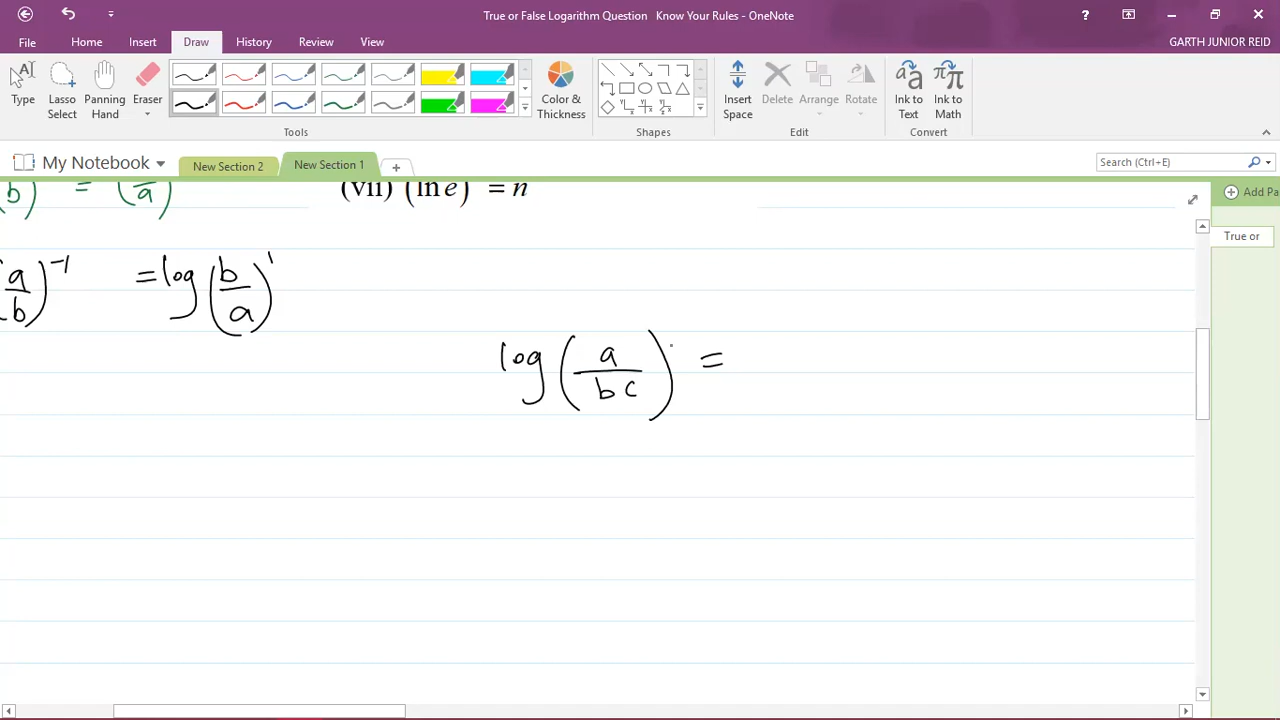 True or False Logarithm Question   Know Your Rules - OneNote
File Home Insert Draw History Review View
GARTH JUNIOR REID
Type Lasso Select Panning Hand Eraser Color & Thickness Insert Space Delete Arrange Rotate Ink to Text Ink to Math
Tools Shapes Edit Convert
My Notebook New Section 2 New Section 1 + Search (Ctrl+E)
Add Pa
True or
b) = (‾a) (vii) (ln e) = n
(a/b)^-1 = log (b/a)^1
log (a/bc) =